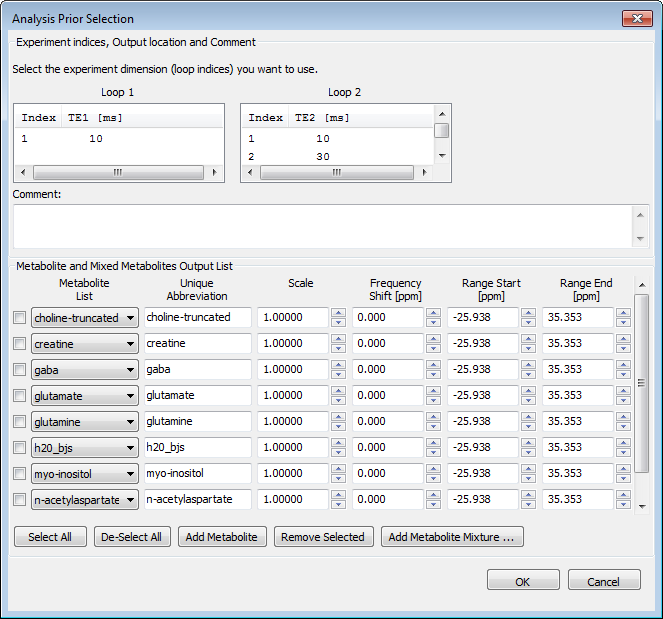 Analysis Prior Selection
Experiment indices, Output location and Comment
Select the experiment dimension (loop indices) you want to use.
Loop 1 Loop 2
Index TE1 [ms] Index TE2 [ms]
1 10 1 10
2 30
Comment:
Metabolite and Mixed Metabolites Output List
Metabolite Unique Scale Frequency Range Start Range End
List Abbreviation Shift [ppm] [ppm] [ppm]
choline-truncated choline-truncated 1.00000 0.000 -25.938 35.353
creatine creatine 1.00000 0.000 -25.938 35.353
gaba gaba 1.00000 0.000 -25.938 35.353
glutamate glutamate 1.00000 0.000 -25.938 35.353
glutamine glutamine 1.00000 0.000 -25.938 35.353
h20_bjs h20_bjs 1.00000 0.000 -25.938 35.353
myo-inositol myo-inositol 1.00000 0.000 -25.938 35.353
n-acetylaspartate n-acetylaspartate 1.00000 0.000 -25.938 35.353
Select All De-Select All Add Metabolite Remove Selected Add Metabolite Mixture ...
OK Cancel